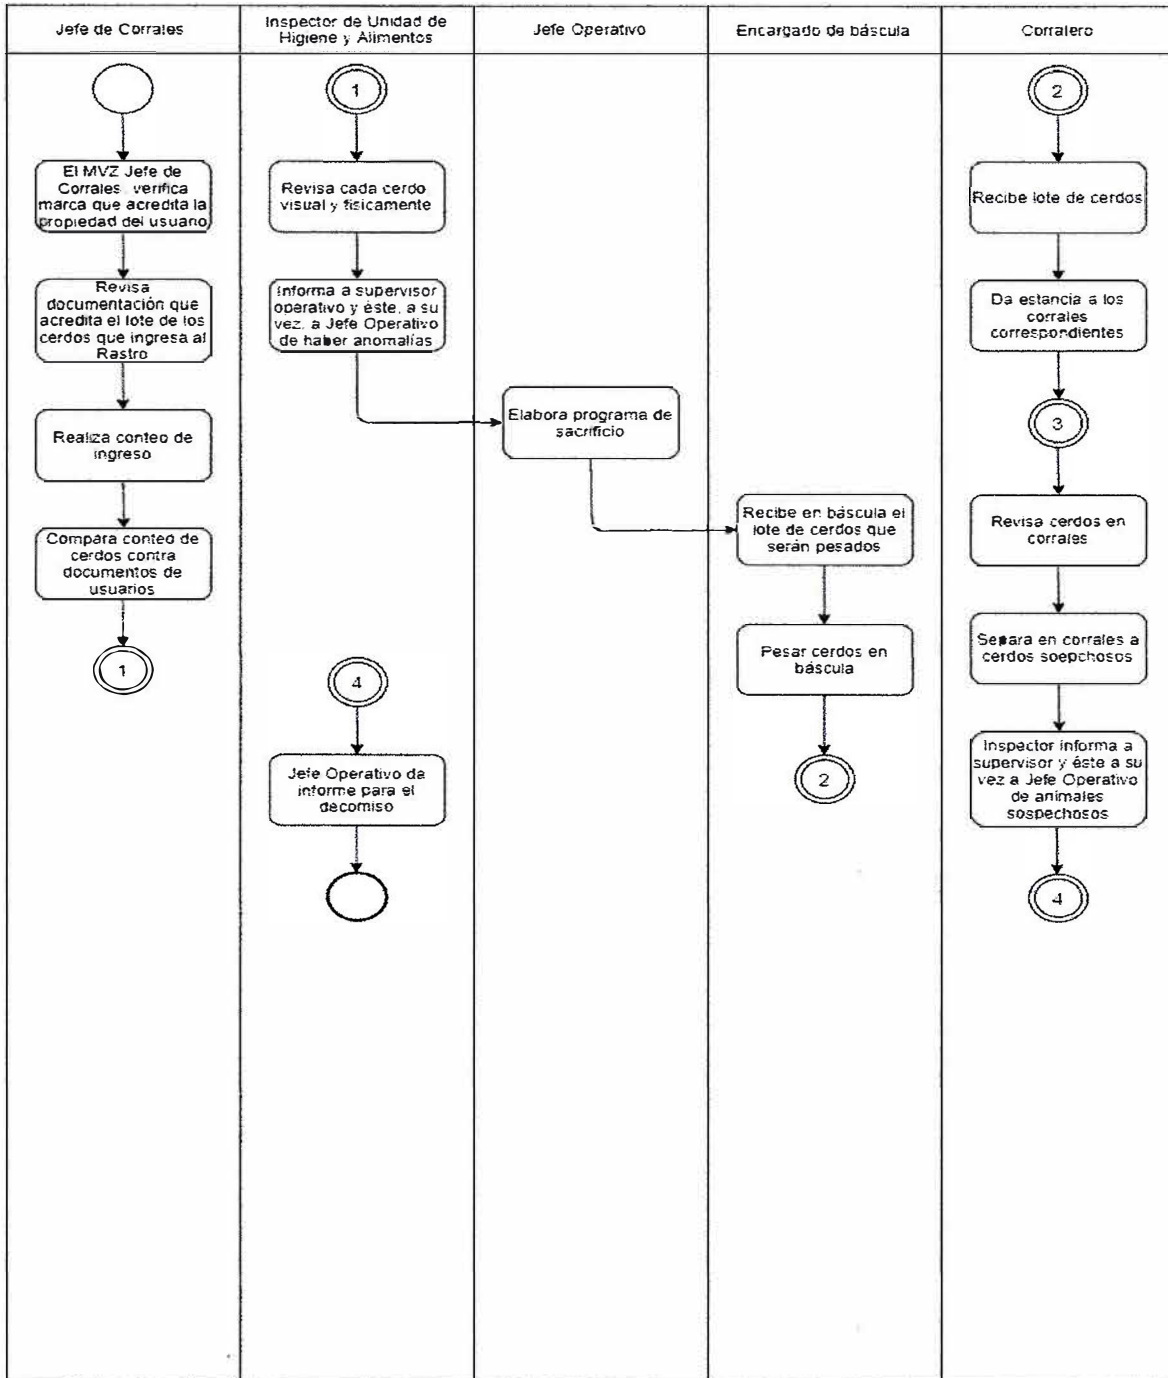 Jefe de Corrales
Inspector de Unidad de
Higiene y Alimentos
Jefe Operativo
Encargado de báscula
Corralero
El MVZ Jefe de
Corrales verifica
marca que acredita la
propiedad del usuario
Revisa
documentación que
acredita el lote de los
cerdos que ingresa al
Rastro
Realiza conteo de
ingreso
Compara conteo de
cerdos contra
documentos de
usuarios
1
1
Revisa cada cerdo
visual y fisicamente
Informa a supervisor
operativo y éste, a su
vez, a Jefe Operativo
de haber anomalías
4
Jefe Operativo da
informe para el
decomiso
Elabora programa de
sacrificio
Recibe en báscula el
lote de cerdos que
serán pesados
Pesar cerdos en
báscula
2
2
Recibe lote de cerdos
Da estancia a los
corrales
correspondientes
3
Revisa cerdos en
corrales
Separa en corrales a
cerdos soepchosos
Inspector informa a
supervisor y éste a su
vez a Jefe Operativo
de animales
sospechosos
4